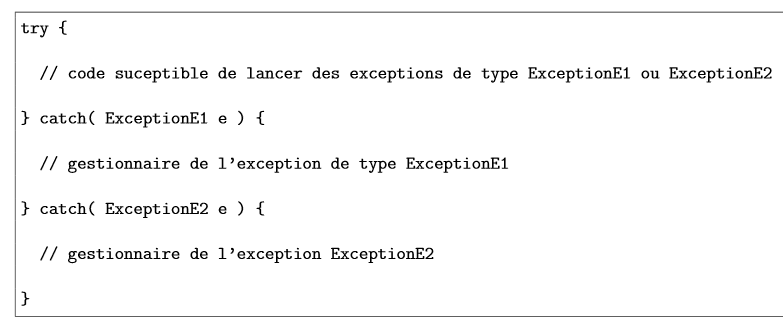 try {
// code suceptible de lancer des exceptions de type ExceptionE1 ou ExceptionE2
} catch( ExceptionE1 e ) {
// gestionnaire de l'exception de type ExceptionE1
} catch( ExceptionE2 e ) {
// gestionnaire de l'exception ExceptionE2
}